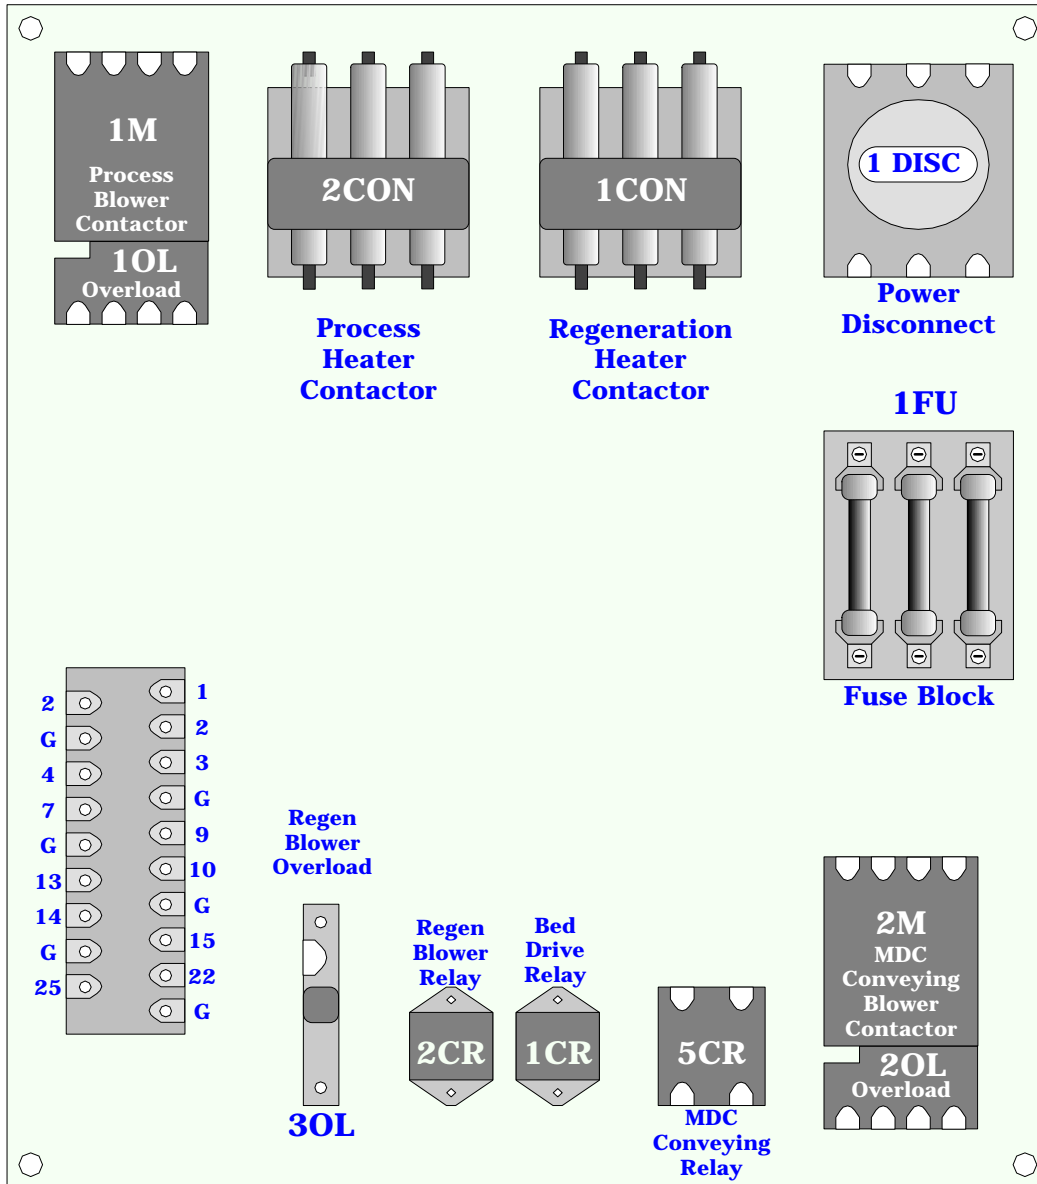 1M
Process
Blower
Contactor
1OL
Overload
2CON
Process
Heater
Contactor
1CON
Regeneration
Heater
Contactor
1 DISC
Power
Disconnect
1FU
Fuse Block
2
G
4
7
G
13
14
G
25
1
2
3
G
9
10
G
15
22
G
Regen
Blower
Overload
3OL
Regen
Blower
Relay
2CR
Bed
Drive
Relay
1CR
5CR
MDC
Conveying
Relay
2M
MDC
Conveying
Blower
Contactor
2OL
Overload